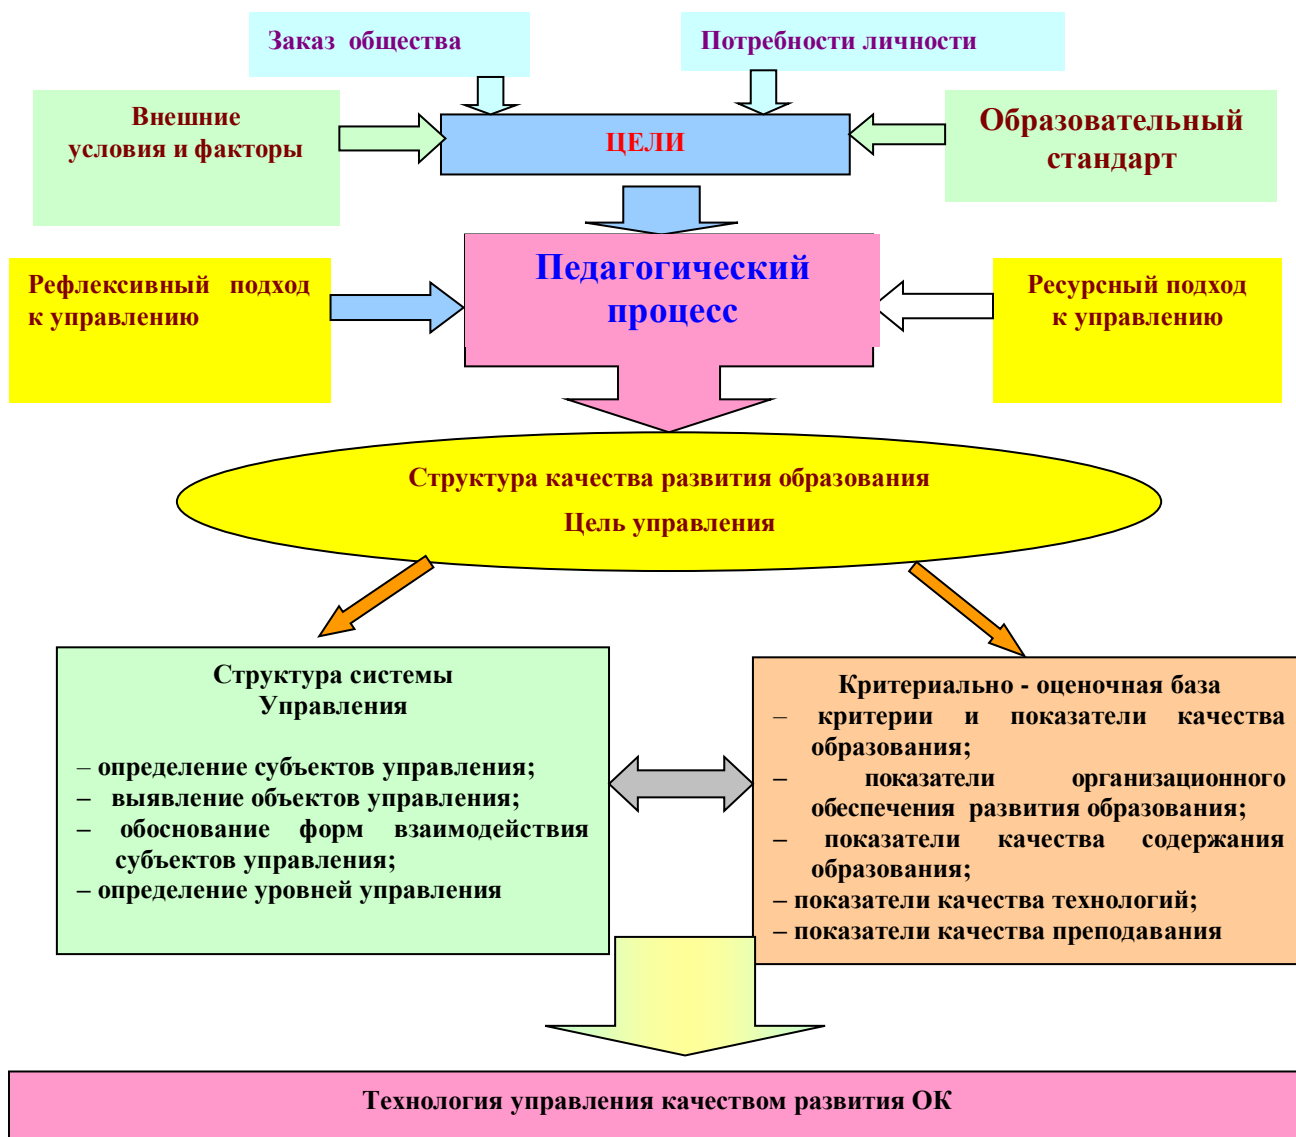 Заказ общества
Потребности личности
Внешние
условия и факторы
ЦЕЛИ
Образовательный
стандарт
Рефлексивный подход
к управлению
Педагогический
процесс
Ресурсный подход
к управлению
Структура качества развития образования
Цель управления
Структура системы
Управления
– определение субъектов управления;
– выявление объектов управления;
– обоснование форм взаимодействия
субъектов управления;
– определение уровней управления
Критериально - оценочная база
– критерии и показатели качества
образования;
– показатели организационного
обеспечения развития образования;
– показатели качества содержания
образования;
– показатели качества технологий;
– показатели качества преподавания
Технология управления качеством развития ОК